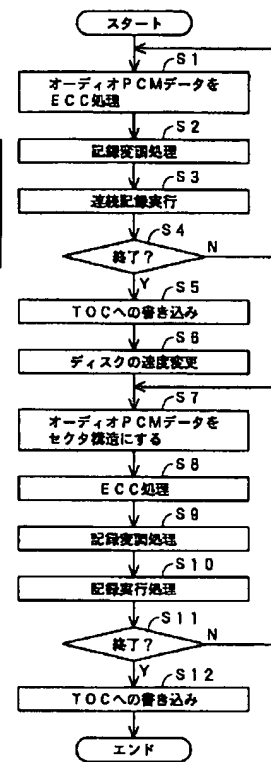 スタート
S1
オーディオPCMデータを
ECC処理
S2
記録変調処理
S3
連続記録実行
S4
終了?
N
Y
S5
TOCへの書き込み
S6
ディスクの速度変更
S7
オーディオPCMデータを
セクタ構造にする
S8
ECC処理
S9
記録変調処理
S10
記録実行処理
S11
終了?
N
Y
S12
TOCへの書き込み
エンド